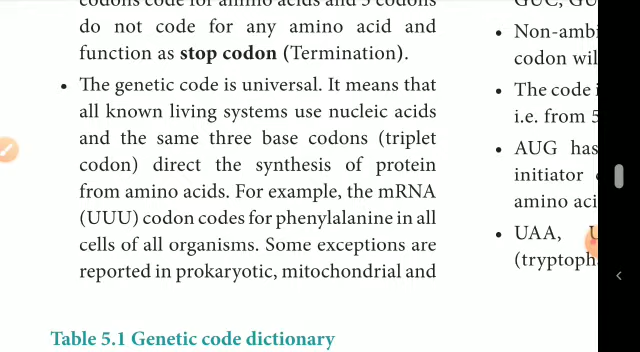 codons code for amino acids and 3 codons
do not code for any amino acid and
function as stop codon (Termination).
• The genetic code is universal. It means that
all known living systems use nucleic acids
and the same three base codons (triplet
codon) direct the synthesis of protein
from amino acids. For example, the mRNA
(UUU) codon codes for phenylalanine in all
cells of all organisms. Some exceptions are
reported in prokaryotic, mitochondrial and
Table 5.1 Genetic code dictionary
GUC, GU
• Non-ambi
codon wil
• The code i
i.e. from 5
• AUG has
initiator
amino aci
• UAA, U
(tryptoph